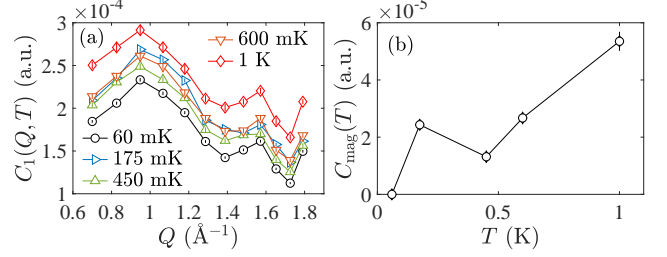 ×10⁻⁴
(a)
600 mK
1 K
60 mK
175 mK
450 mK
C₁(Q, T) (a.u.)
3
2.5
2
1.5
1
0.6 0.8 1 1.2 1.4 1.6 1.8
Q (Å⁻¹)
×10⁻⁵
(b)
C_mag(T) (a.u.)
6
4
2
0
0 0.5 1
T (K)